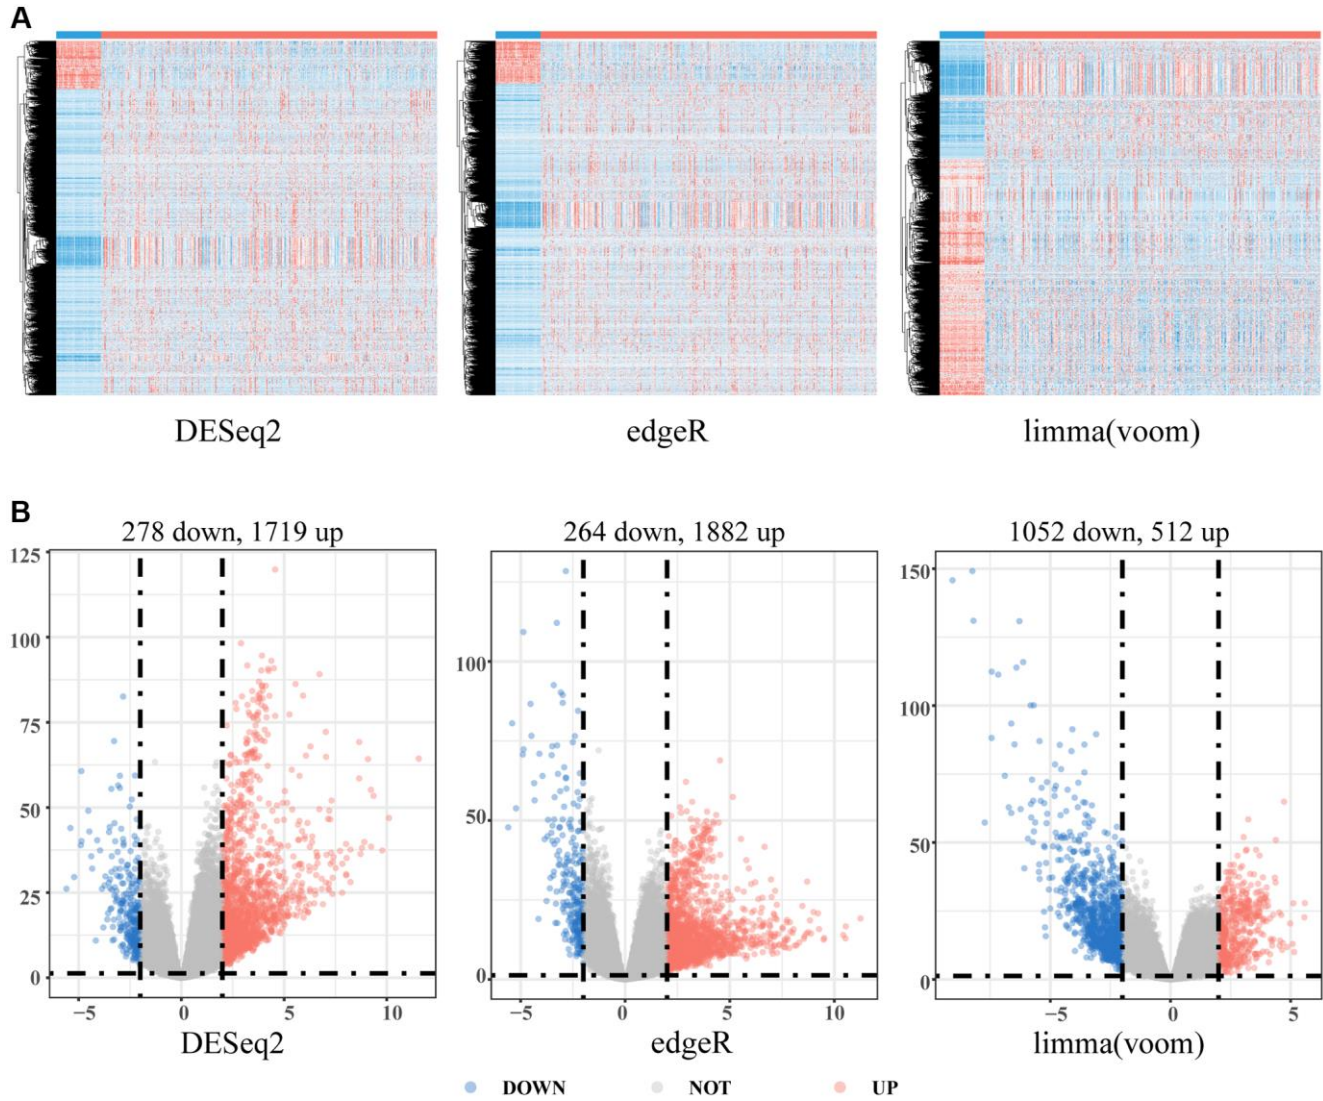 A
DESeq2 edgeR limma(voom)
B
278 down, 1719 up 264 down, 1882 up 1052 down, 512 up
125
100
75
50
25
0
−5 0 5 10
DESeq2
100
50
0
−5 0 5 10
edgeR
150
100
50
0
−5 0 5
limma(voom)
DOWN NOT UP